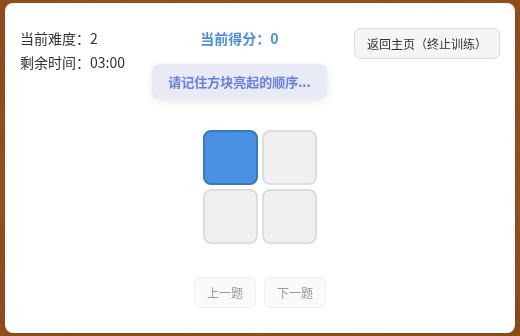 当前难度：2
当前得分：0
返回主页（终止训练）
剩余时间：03:00
请记住方块亮起的顺序...
上一题
下一题